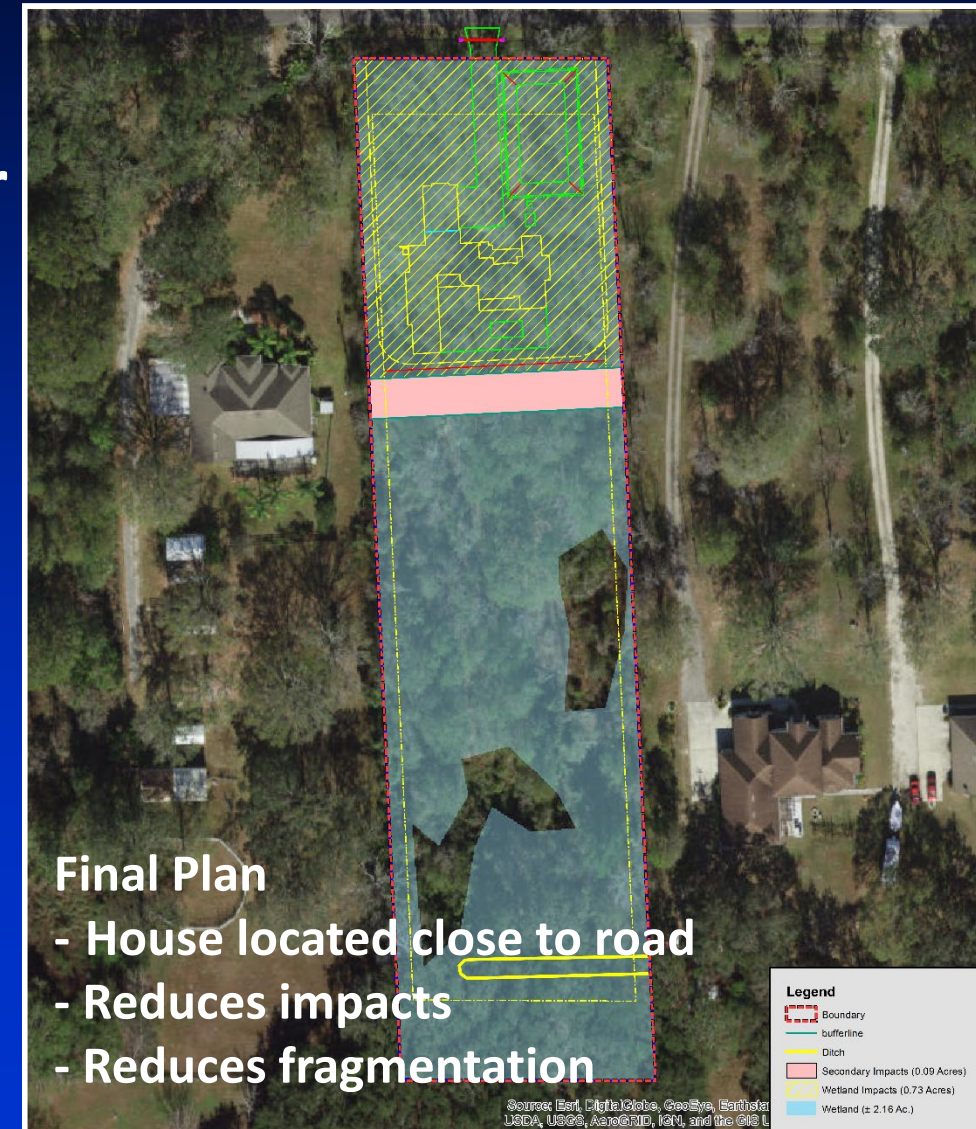 r
Final Plan
- House located close to road
- Reduces impacts
- Reduces fragmentation
Legend
Boundary
bufferline
Ditch
Secondary Impacts (0.09 Acres)
Wetland Impacts (0.73 Acres)
Wetland (± 2.16 Ac.)
Source: Esri, DigitalGlobe, GeoEye, Earthsta
USDA, USGS, AeroGRID, IGN, and the GIS U